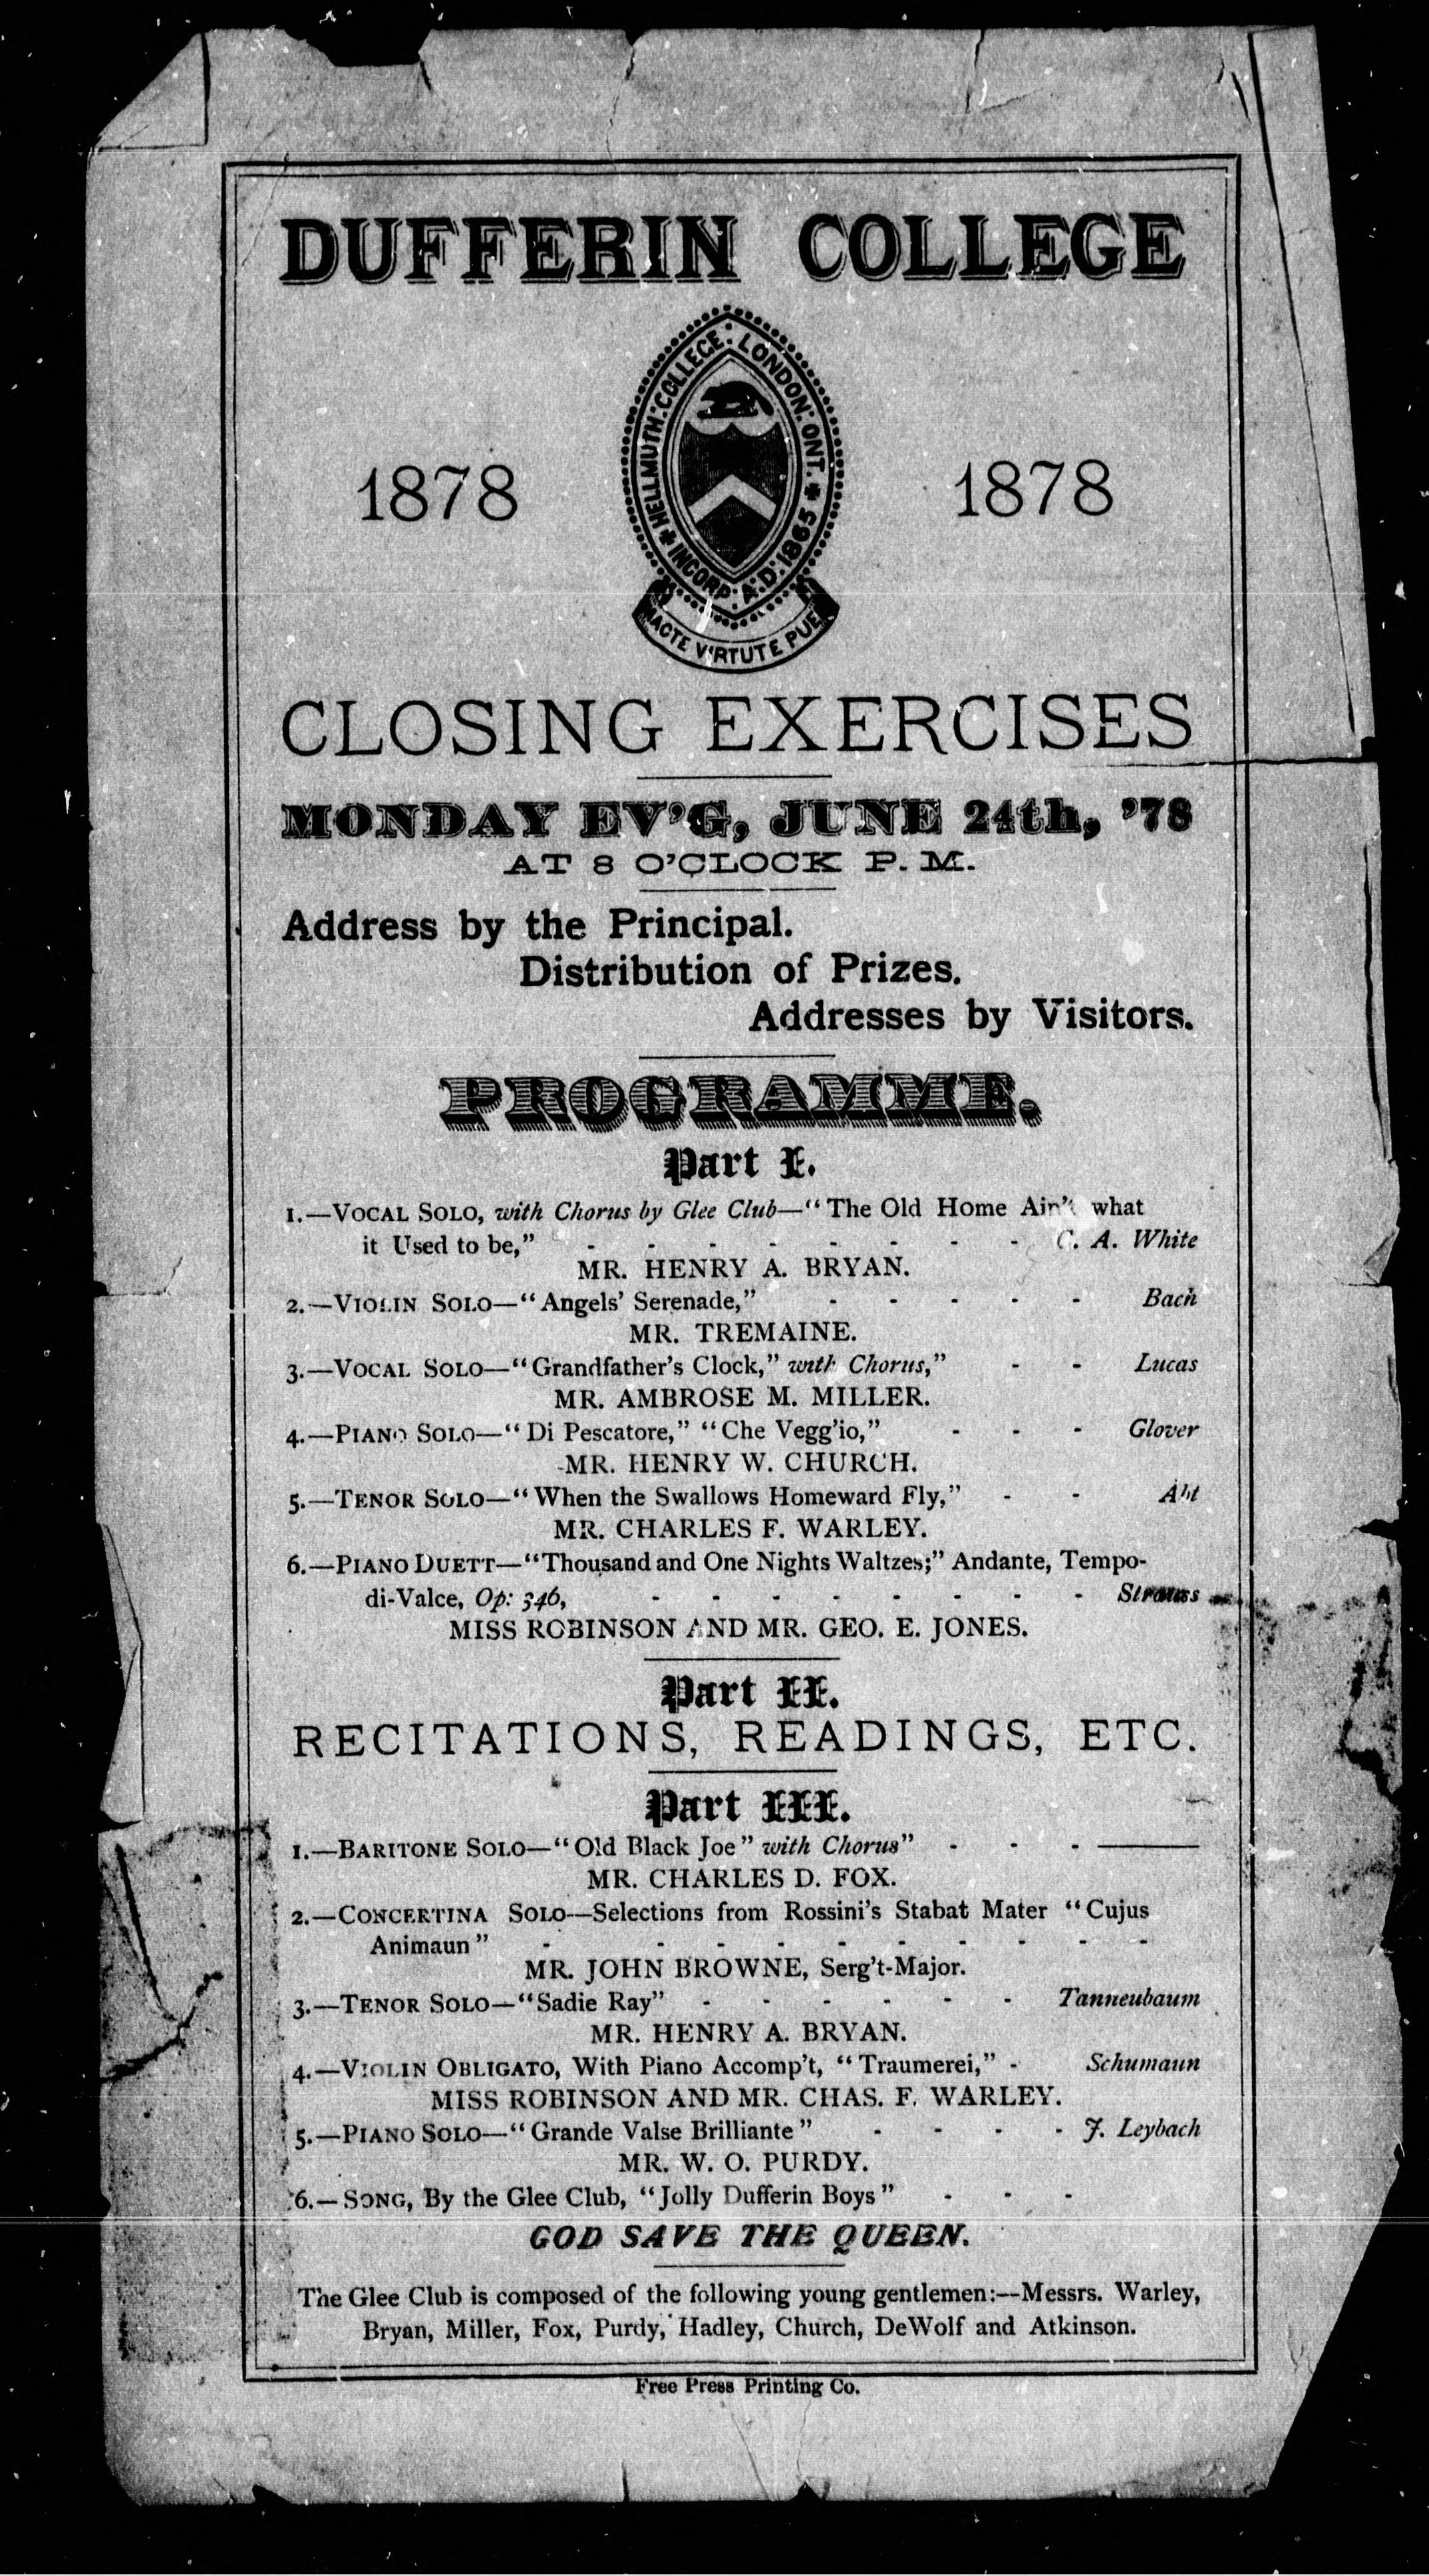 DUFFERIN COLLEGE
HELLMUTH: COLLEGE: LONDON: ONT.
INCORP: A:D: 1865
MACTE VIRTUTE PUER
1878 1878
CLOSING EXERCISES
MONDAY EV'G, JUNE 24th, '78
AT 8 O'CLOCK P. M.
Address by the Principal.
Distribution of Prizes.
Addresses by Visitors.
PROGRAMME.
Part I.
1.—VOCAL SOLO, with Chorus by Glee Club—"The Old Home Ain't what
it Used to be," - - - - - - - - C. A. White
MR. HENRY A. BRYAN.
2.—VIOLIN SOLO—"Angels' Serenade," - - - - - Bach
MR. TREMAINE.
3.—VOCAL SOLO—"Grandfather's Clock," with Chorus," - - Lucas
MR. AMBROSE M. MILLER.
4.—PIANO SOLO—"Di Pescatore," "Che Vegg'io," - - - Glover
MR. HENRY W. CHURCH.
5.—TENOR SOLO—"When the Swallows Homeward Fly," - - Abt
MR. CHARLES F. WARLEY.
6.—PIANO DUETT—"Thousand and One Nights Waltzes;" Andante, Tempo-
di-Valce, Op: 346, - - - - - - - - Strauss
MISS ROBINSON AND MR. GEO. E. JONES.
Part II.
RECITATIONS, READINGS, ETC.
Part III.
1.—BARITONE SOLO—"Old Black Joe" with Chorus" - - - ———
MR. CHARLES D. FOX.
2.—CONCERTINA SOLO—Selections from Rossini's Stabat Mater "Cujus
Animaun" - - - - - - - - - -
MR. JOHN BROWNE, Serg't-Major.
3.—TENOR SOLO—"Sadie Ray" - - - - - - Tanneubaum
MR. HENRY A. BRYAN.
4.—VIOLIN OBLIGATO, With Piano Accomp't, "Traumerei," - Schumaun
MISS ROBINSON AND MR. CHAS. F. WARLEY.
5.—PIANO SOLO—"Grande Valse Brilliante" - - - - J. Leybach
MR. W. O. PURDY.
6.—SONG, By the Glee Club, "Jolly Dufferin Boys" - - -
GOD SAVE THE QUEEN.
The Glee Club is composed of the following young gentlemen:—Messrs. Warley,
Bryan, Miller, Fox, Purdy, Hadley, Church, DeWolf and Atkinson.
Free Press Printing Co.